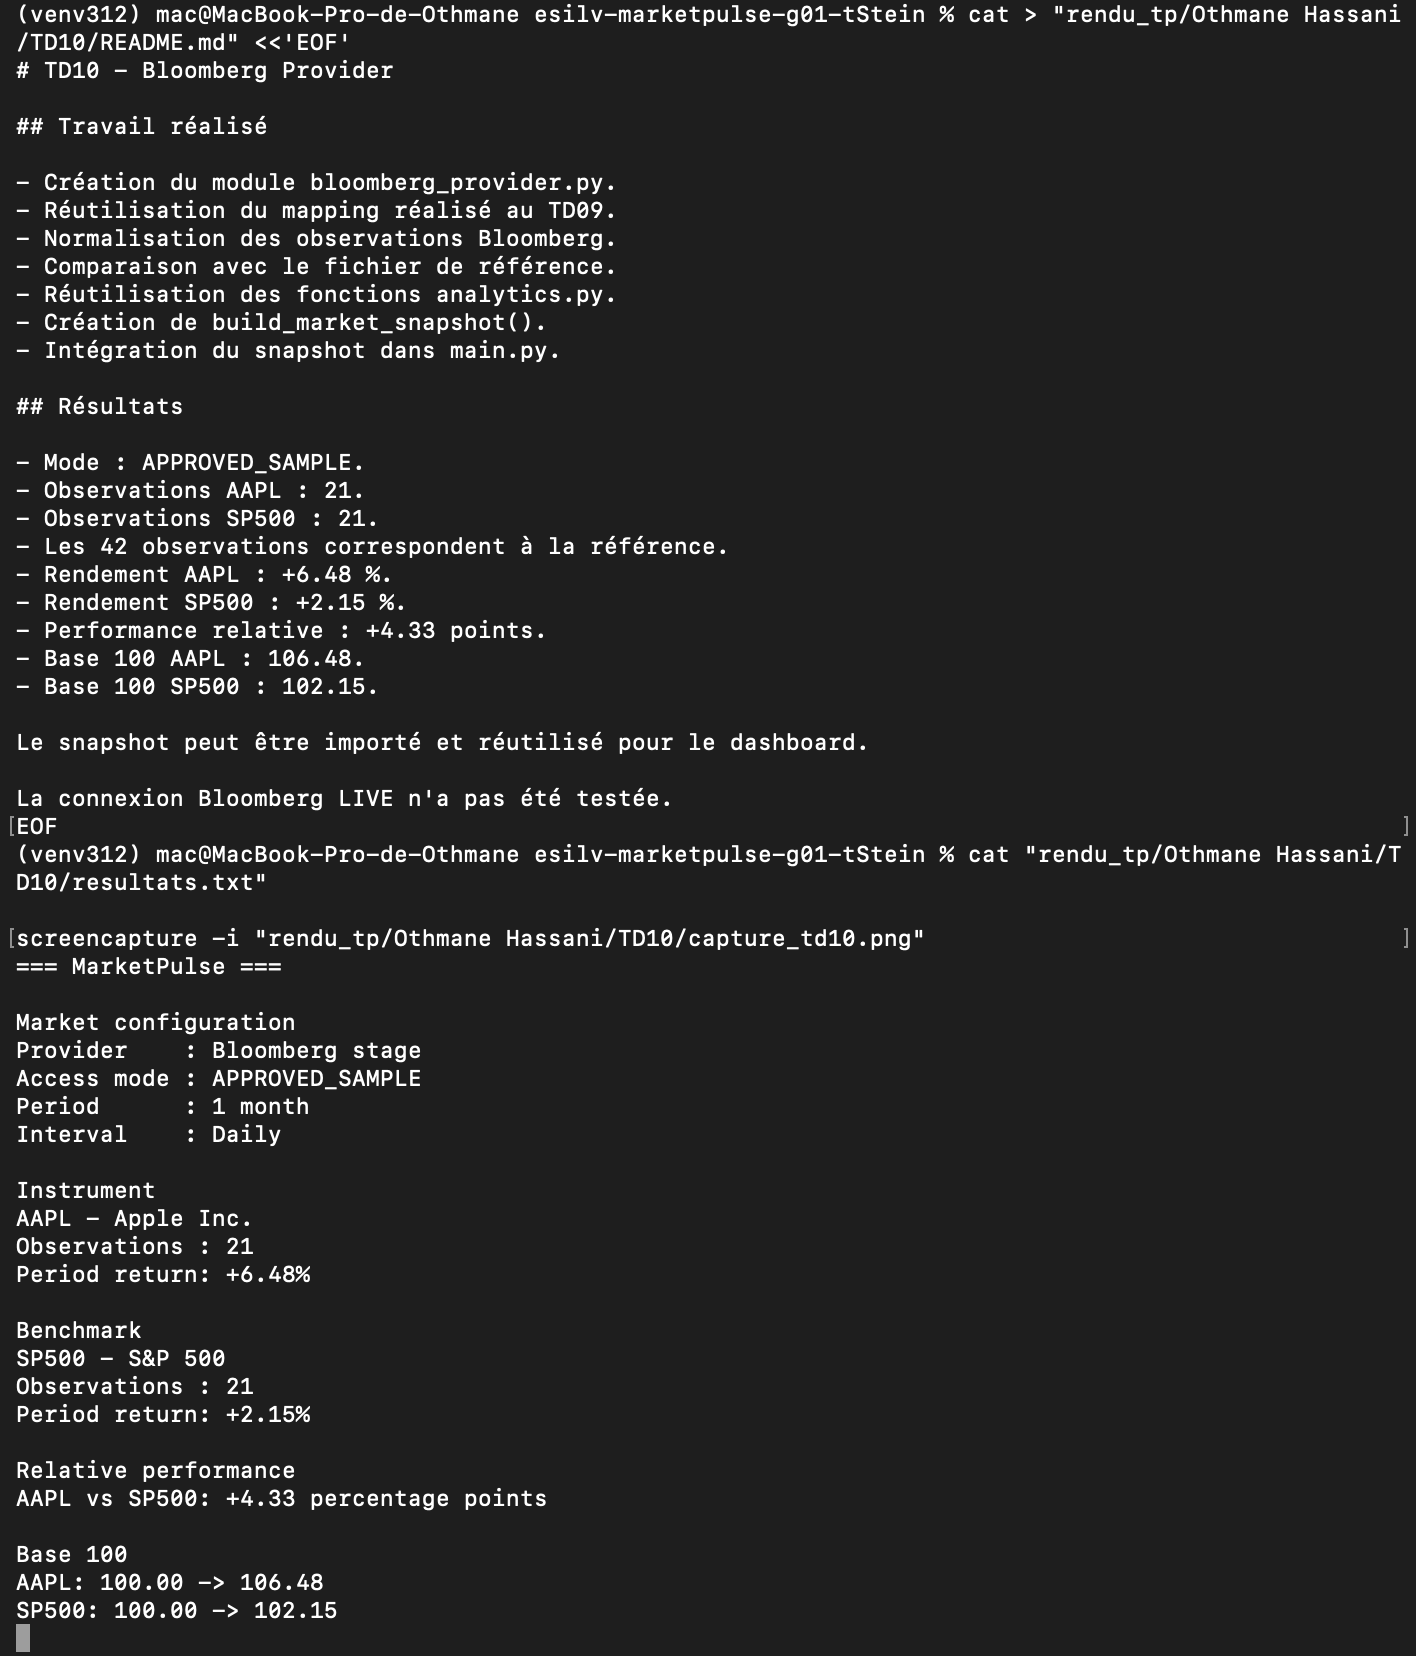 (venv312) mac@MacBook-Pro-de-Othmane esilv-marketpulse-g01-tStein % cat > "rendu_tp/Othmane Hassani
/TD10/README.md" <<'EOF'
# TD10 – Bloomberg Provider

## Travail réalisé

- Création du module bloomberg_provider.py.
- Réutilisation du mapping réalisé au TD09.
- Normalisation des observations Bloomberg.
- Comparaison avec le fichier de référence.
- Réutilisation des fonctions analytics.py.
- Création de build_market_snapshot().
- Intégration du snapshot dans main.py.

## Résultats

- Mode : APPROVED_SAMPLE.
- Observations AAPL : 21.
- Observations SP500 : 21.
- Les 42 observations correspondent à la référence.
- Rendement AAPL : +6.48 %.
- Rendement SP500 : +2.15 %.
- Performance relative : +4.33 points.
- Base 100 AAPL : 106.48.
- Base 100 SP500 : 102.15.

Le snapshot peut être importé et réutilisé pour le dashboard.

La connexion Bloomberg LIVE n'a pas été testée.
[EOF ]
(venv312) mac@MacBook-Pro-de-Othmane esilv-marketpulse-g01-tStein % cat "rendu_tp/Othmane Hassani/T
D10/resultats.txt"

[screencapture -i "rendu_tp/Othmane Hassani/TD10/capture_td10.png" ]
=== MarketPulse ===

Market configuration
Provider    : Bloomberg stage
Access mode : APPROVED_SAMPLE
Period      : 1 month
Interval    : Daily

Instrument
AAPL – Apple Inc.
Observations : 21
Period return: +6.48%

Benchmark
SP500 – S&P 500
Observations : 21
Period return: +2.15%

Relative performance
AAPL vs SP500: +4.33 percentage points

Base 100
AAPL: 100.00 -> 106.48
SP500: 100.00 -> 102.15